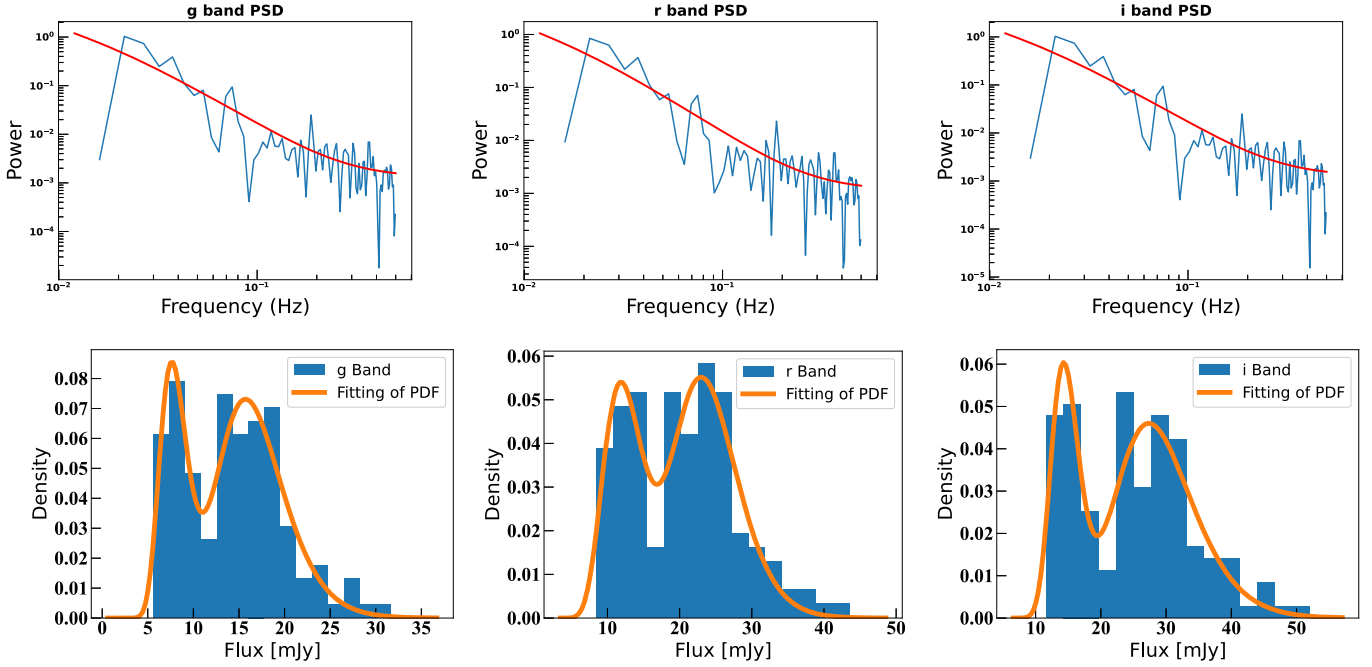 g band PSD
10⁰
10⁻¹
10⁻²
10⁻³
10⁻⁴
Power
10⁻²
10⁻¹
Frequency (Hz)
r band PSD
10⁰
10⁻¹
10⁻²
10⁻³
10⁻⁴
Power
10⁻²
10⁻¹
Frequency (Hz)
i band PSD
10⁰
10⁻¹
10⁻²
10⁻³
10⁻⁴
10⁻⁵
Power
10⁻²
10⁻¹
Frequency (Hz)
g Band
Fitting of PDF
0.08
0.07
0.06
0.05
0.04
0.03
0.02
0.01
0.00
Density
0 5 10 15 20 25 30 35
Flux [mJy]
r Band
Fitting of PDF
0.06
0.05
0.04
0.03
0.02
0.01
0.00
Density
10 20 30 40 50
Flux [mJy]
i Band
Fitting of PDF
0.06
0.05
0.04
0.03
0.02
0.01
0.00
Density
10 20 30 40 50
Flux [mJy]